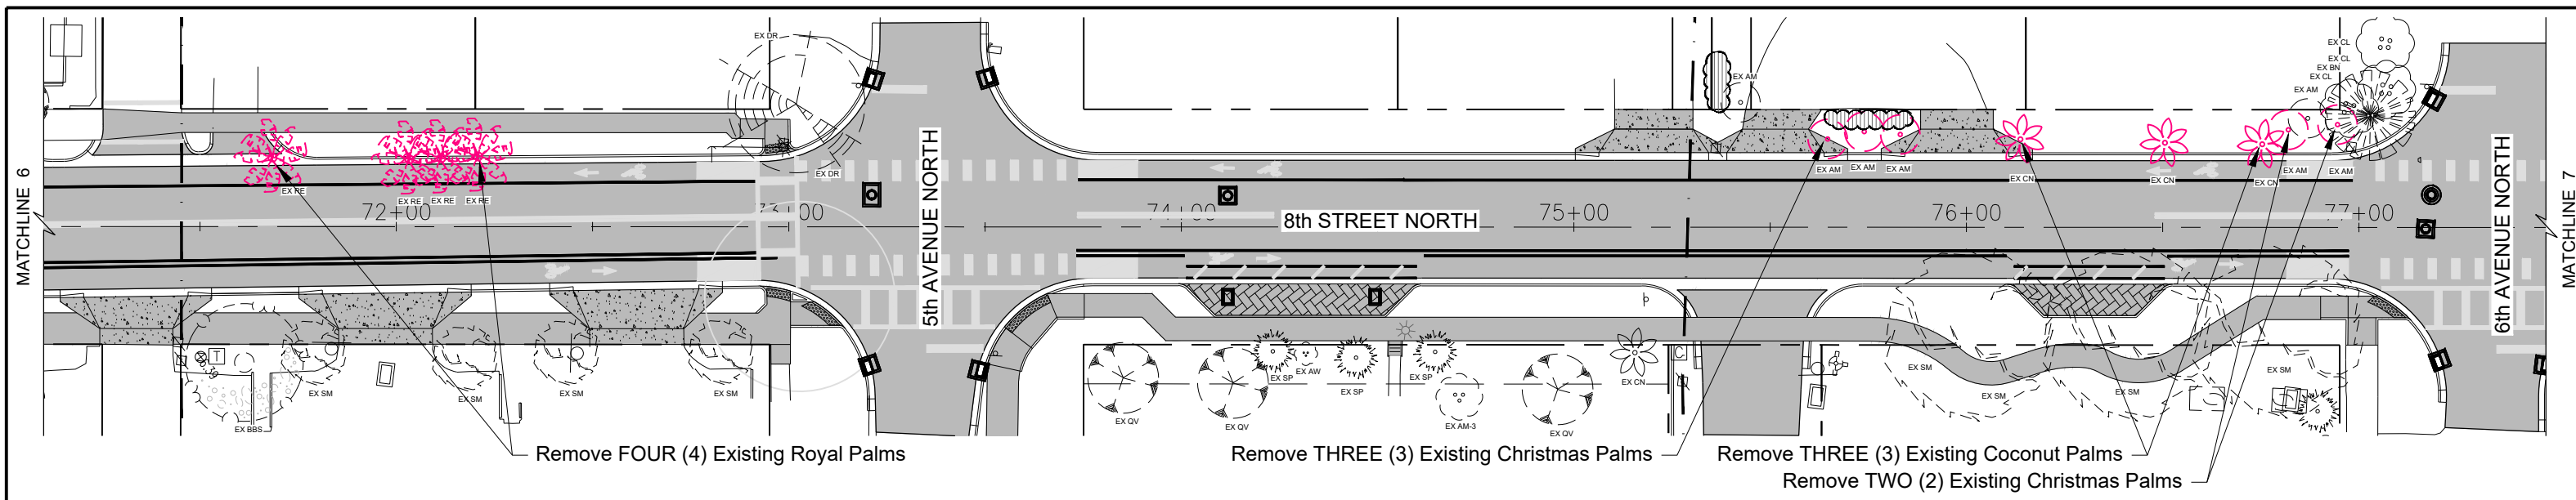 EX DR
EX CL
EX CL
EX BN
EX CL
EX AM
EX AM
EX DR
EX RE
EX RE
EX RE
EX RE
EX AM
EX AM
EX AM
EX CN
EX CN
EX CN
EX AM
EX AM
MATCHLINE 6
72+00
73+00
74+00
75+00
76+00
77+00
8th STREET NORTH
5th AVENUE NORTH
6th AVENUE NORTH
MATCHLINE 7
T
C
EX BBS
EX SM
EX SM
EX SM
EX SM
EX QV
EX QV
EX SP
EX AW
EX SP
EX SP
EX AM-3
EX QV
EX CN
EX SM
EX SM
EX SM
Remove FOUR (4) Existing Royal Palms
Remove THREE (3) Existing Christmas Palms
Remove THREE (3) Existing Coconut Palms
Remove TWO (2) Existing Christmas Palms